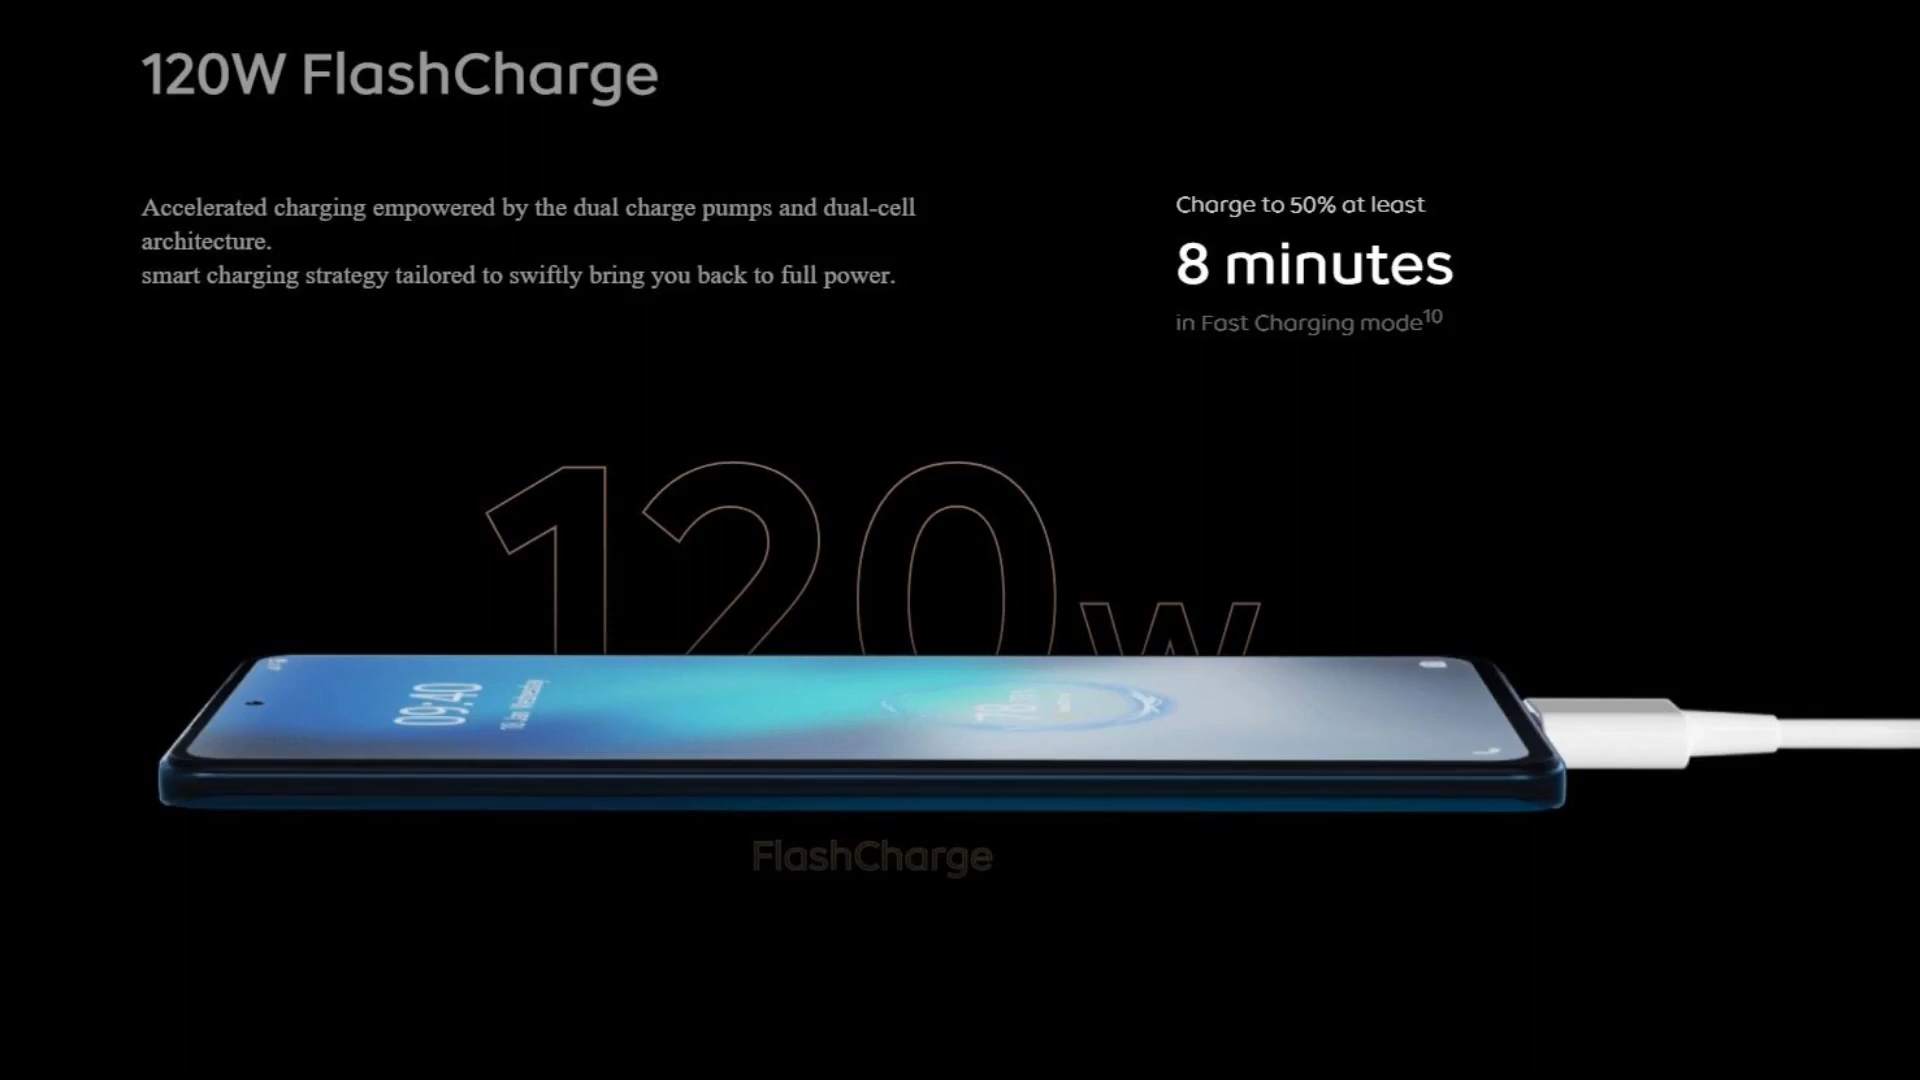 120W FlashCharge
Accelerated charging empowered by the dual charge pumps and dual-cell
architecture.
smart charging strategy tailored to swiftly bring you back to full power.
Charge to 50% at least
8 minutes
in Fast Charging mode10
120w
09:40
Wednesday
78
FlashCharge